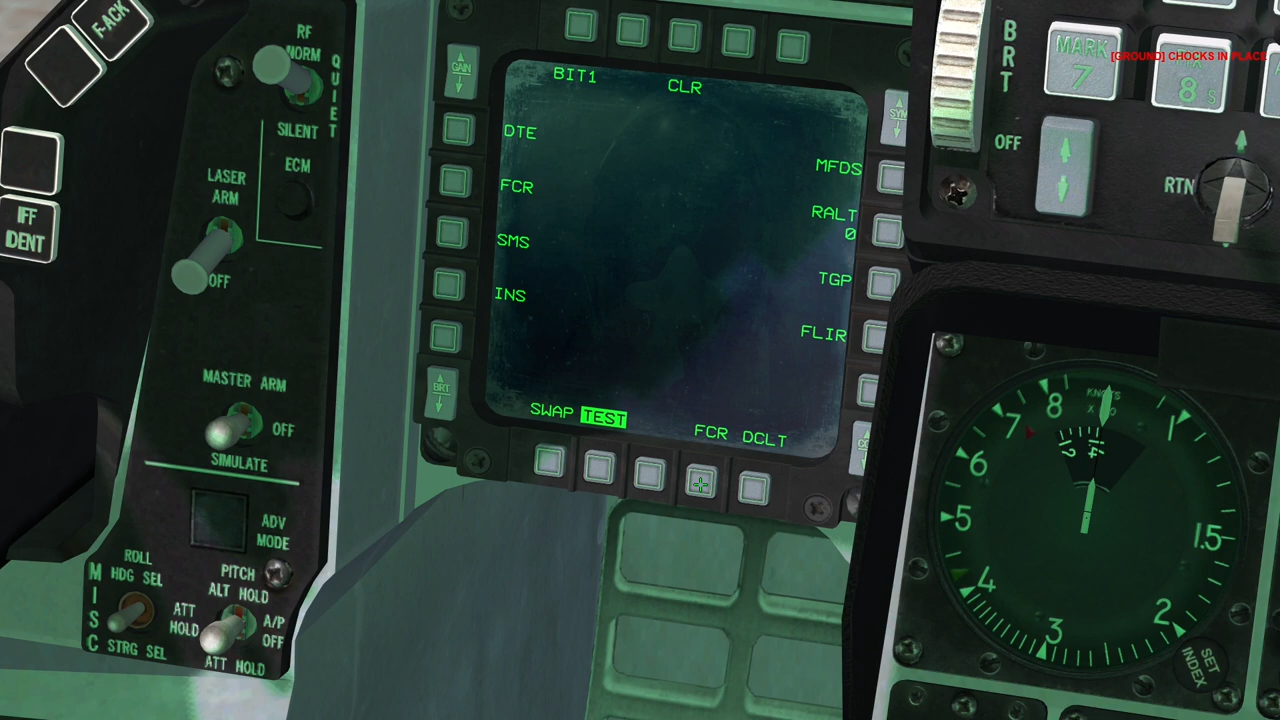 F-ACK
IFF
IDENT
RF
NORM
QUIET
SILENT
ECM
LASER
ARM
OFF
MASTER ARM
OFF
SIMULATE
ADV
MODE
MISC
ROLL
HDG SEL
ATT
HOLD
STRG SEL
PITCH
ALT HOLD
A/P
OFF
ATT HOLD
GAIN
BRT
SYM
BIT1
CLR
DTE
FCR
SMS
INS
MFDS
RALT
0
TGP
FLIR
SWAP
TEST
FCR
DCLT
BRT
OFF
MARK
7
8 S
[GROUND] CHOCKS IN PLACE
RTN
KNOTS
8
1
7
6
5
4
3
2
1.5
SET
INDEX